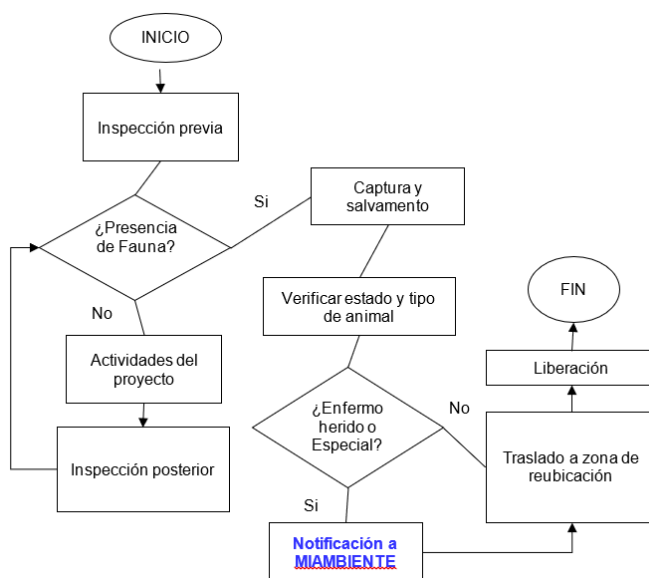 INICIO
Inspección previa
¿Presencia
de Fauna?
Si
Captura y
salvamento
Verificar estado y tipo
de animal
No
Actividades del
proyecto
Inspección posterior
¿Enfermo
herido o
Especial?
No
Si
Notificación a
MIAMBIENTE
Traslado a zona de
reubicación
Liberación
FIN